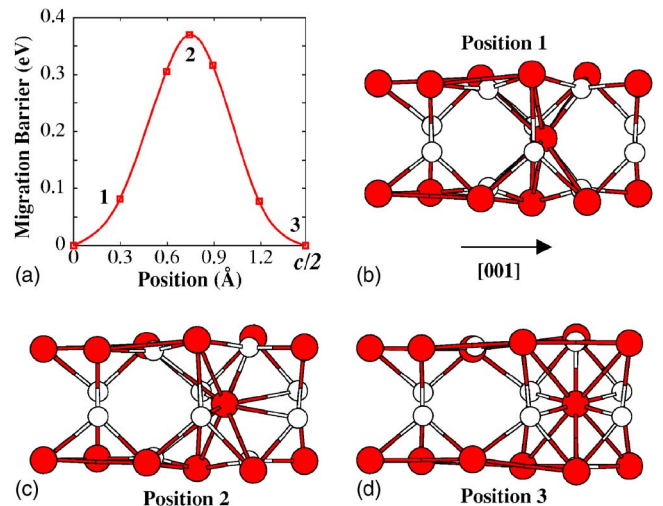 (a)
Migration Barrier (eV)
0.4
0.3
0.2
0.1
0
1
2
3
0
0.3
0.6
0.9
1.2
c/2
Position (Å)
Position 1
(b)
[001]
(c)
Position 2
(d)
Position 3